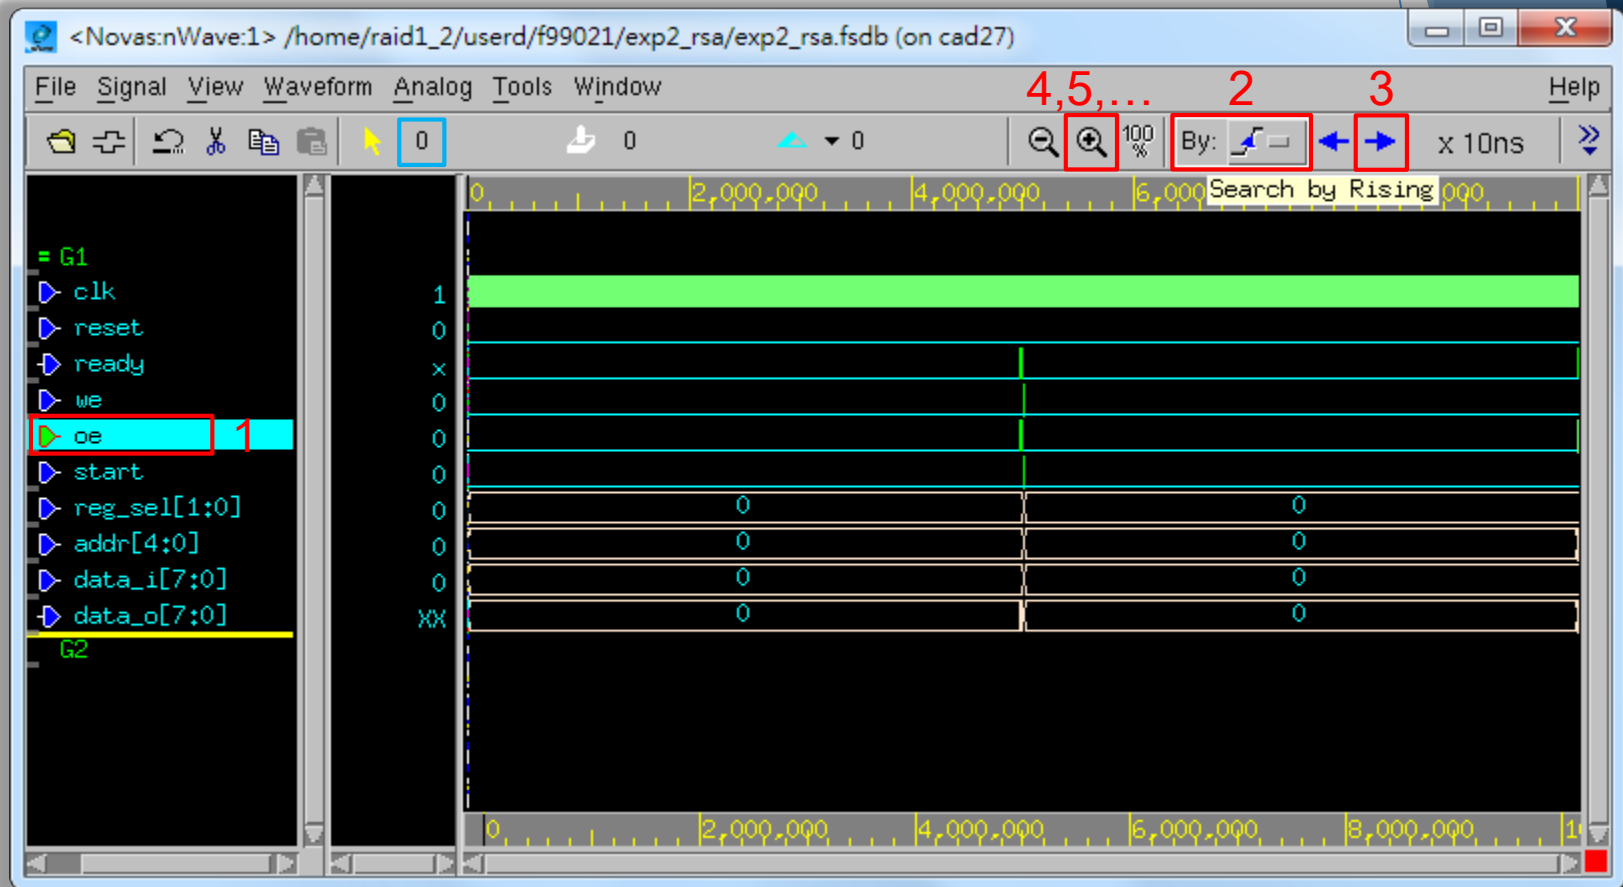 <Novas:nWave:1> /home/raid1_2/userd/f99021/exp2_rsa/exp2_rsa.fsdb (on cad27)
File Signal View Waveform Analog Tools Window 4,5,… 2 3 Help
0 0 0 100 % By: x 10ns
0 2,000,000 4,000,000 6,000 Search by Rising 000
= G1
clk 1
reset 0
ready x
we 0
oe 1 0
start 0
reg_sel[1:0] 0 0 0
addr[4:0] 0 0 0
data_i[7:0] 0 0 0
data_o[7:0] XX 0 0
G2
0 2,000,000 4,000,000 6,000,000 8,000,000